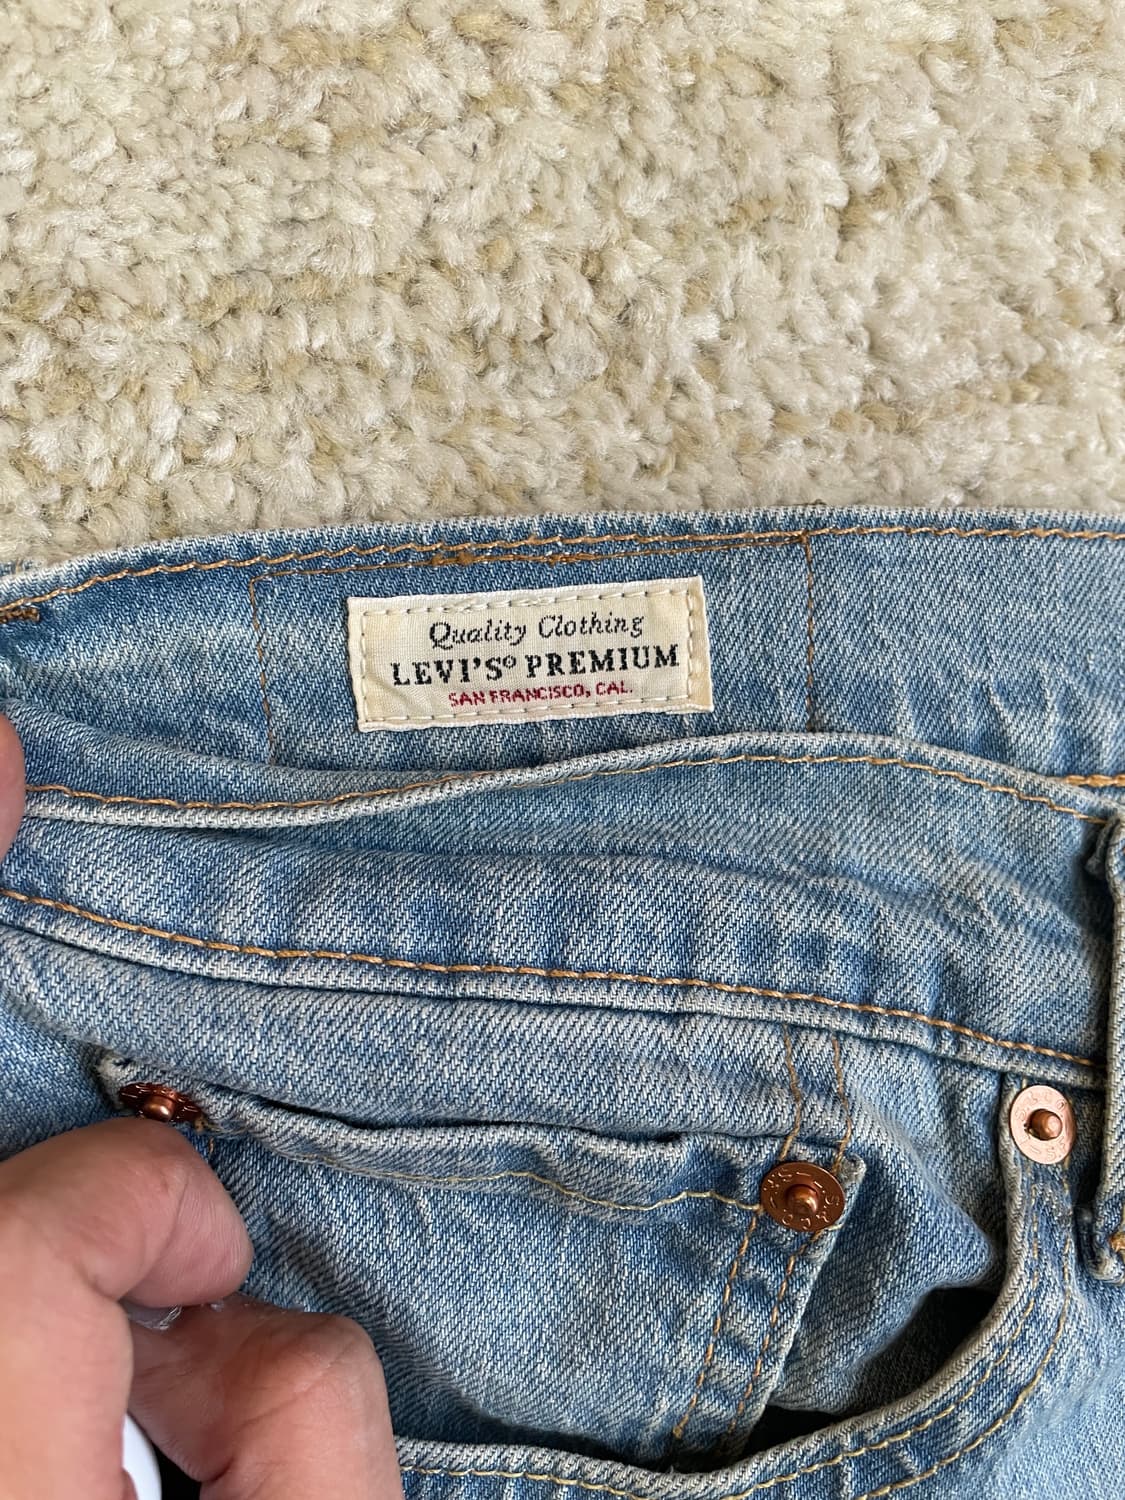 Quality Clothing
LEVI'S® PREMIUM
SAN FRANCISCO, CAL.